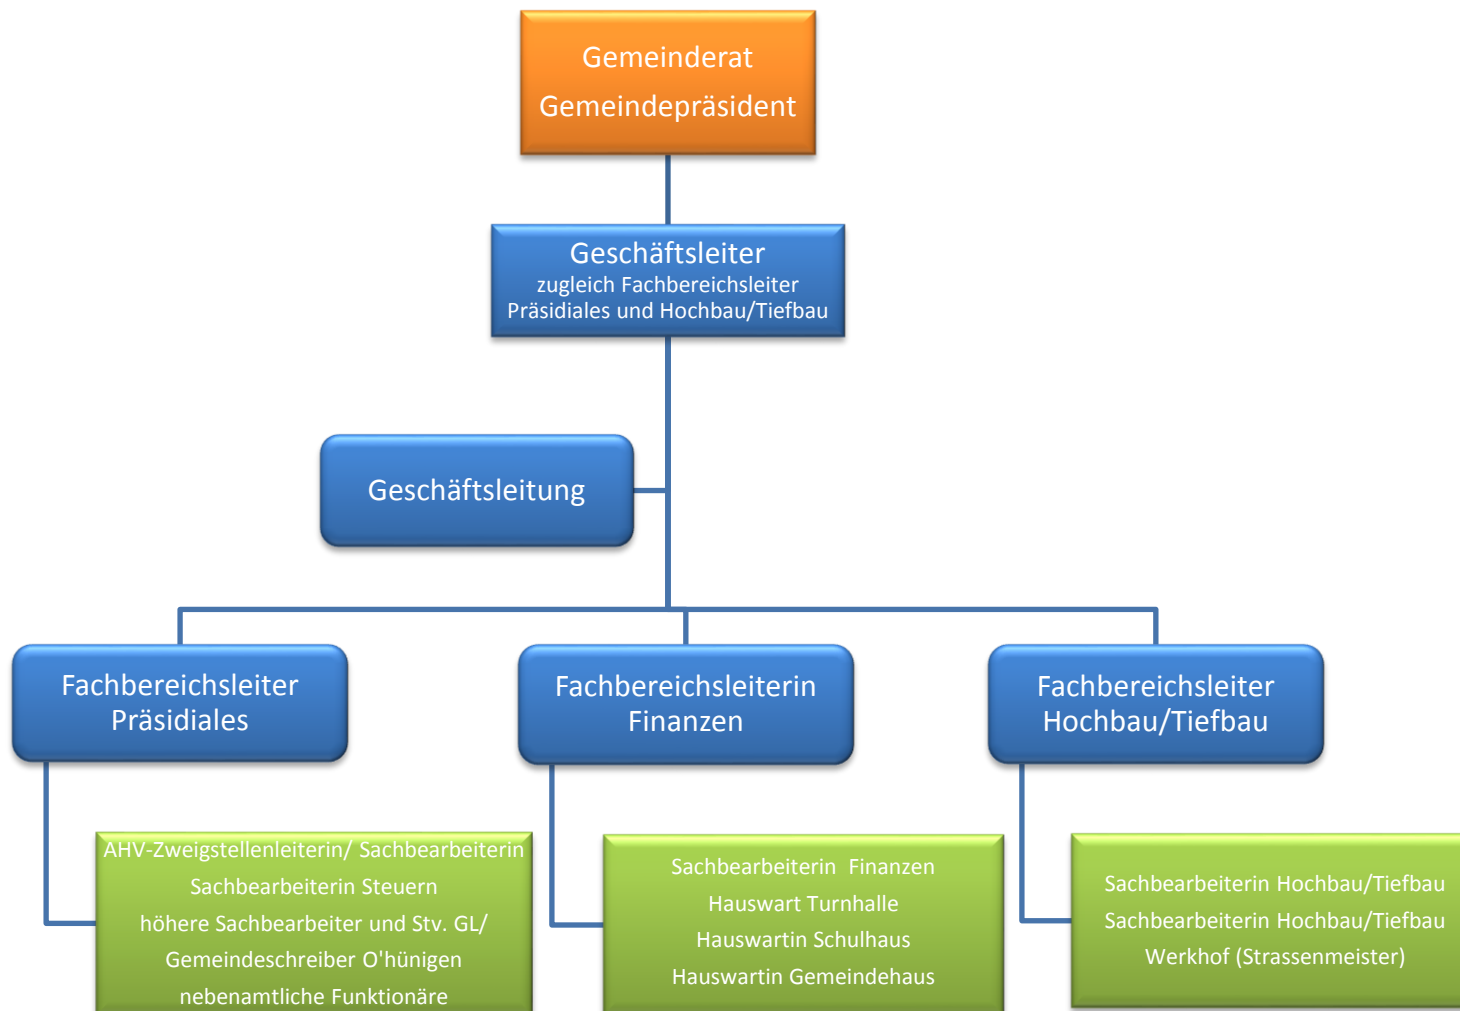 Gemeinderat
Gemeindepräsident
Geschäftsleiter
zugleich Fachbereichsleiter
Präsidiales und Hochbau/Tiefbau
Geschäftsleitung
Fachbereichsleiter
Präsidiales
Fachbereichsleiterin
Finanzen
Fachbereichsleiter
Hochbau/Tiefbau
AHV-Zweigstellenleiterin/ Sachbearbeiterin
Sachbearbeiterin Steuern
höhere Sachbearbeiter und Stv. GL/
Gemeindeschreiber O'hünigen
nebenamtliche Funktionäre
Sachbearbeiterin  Finanzen
Hauswart Turnhalle
Hauswartin Schulhaus
Hauswartin Gemeindehaus
Sachbearbeiterin Hochbau/Tiefbau
Sachbearbeiterin Hochbau/Tiefbau
Werkhof (Strassenmeister)